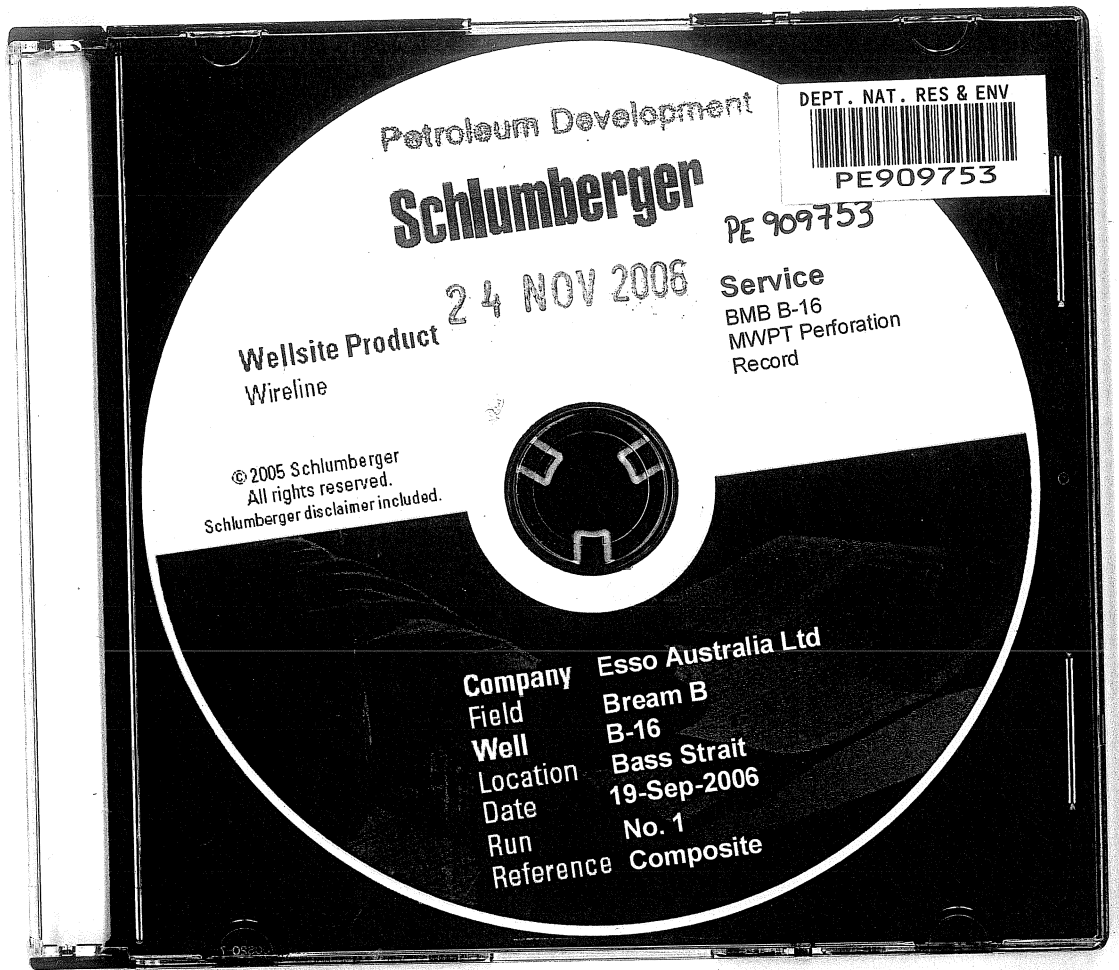 Petroleum Development
DEPT. NAT. RES & ENV
PE909753
Schlumberger
PE 909753
24 NOV 2006
Service
BMB B-16
MWPT Perforation
Record
Wellsite Product
Wireline
© 2005 Schlumberger
All rights reserved.
Schlumberger disclaimer included.
Company Esso Australia Ltd
Field Bream B
Well B-16
Location Bass Strait
Date 19-Sep-2006
Run No. 1
Reference Composite